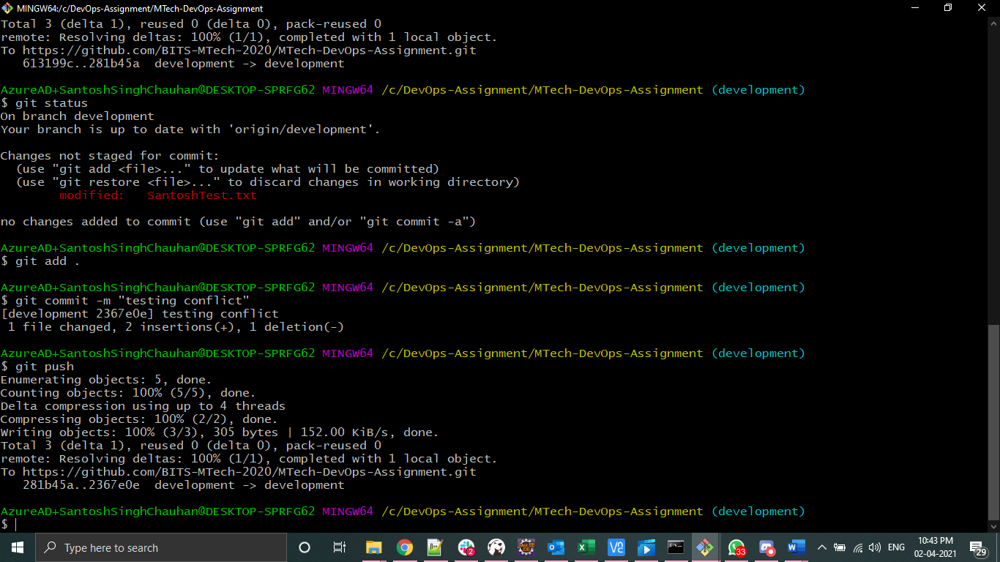 MINGW64:/c/DevOps-Assignment/MTech-DevOps-Assignment
Total 3 (delta 1), reused 0 (delta 0), pack-reused 0
remote: Resolving deltas: 100% (1/1), completed with 1 local object.
To https://github.com/BITS-MTech-2020/MTech-DevOps-Assignment.git
   613199c..281b45a  development -> development
AzureAD+SantoshSinghChauhan@DESKTOP-SPRFG62 MINGW64 /c/DevOps-Assignment/MTech-DevOps-Assignment (development)
$ git status
On branch development
Your branch is up to date with 'origin/development'.
Changes not staged for commit:
  (use "git add <file>..." to update what will be committed)
  (use "git restore <file>..." to discard changes in working directory)
        modified:   SantoshTest.txt
no changes added to commit (use "git add" and/or "git commit -a")
AzureAD+SantoshSinghChauhan@DESKTOP-SPRFG62 MINGW64 /c/DevOps-Assignment/MTech-DevOps-Assignment (development)
$ git add .
AzureAD+SantoshSinghChauhan@DESKTOP-SPRFG62 MINGW64 /c/DevOps-Assignment/MTech-DevOps-Assignment (development)
$ git commit -m "testing conflict"
[development 2367e0e] testing conflict
 1 file changed, 2 insertions(+), 1 deletion(-)
AzureAD+SantoshSinghChauhan@DESKTOP-SPRFG62 MINGW64 /c/DevOps-Assignment/MTech-DevOps-Assignment (development)
$ git push
Enumerating objects: 5, done.
Counting objects: 100% (5/5), done.
Delta compression using up to 4 threads
Compressing objects: 100% (2/2), done.
Writing objects: 100% (3/3), 305 bytes | 152.00 KiB/s, done.
Total 3 (delta 1), reused 0 (delta 0), pack-reused 0
remote: Resolving deltas: 100% (1/1), completed with 1 local object.
To https://github.com/BITS-MTech-2020/MTech-DevOps-Assignment.git
   281b45a..2367e0e  development -> development
AzureAD+SantoshSinghChauhan@DESKTOP-SPRFG62 MINGW64 /c/DevOps-Assignment/MTech-DevOps-Assignment (development)
$
Type here to search
2
33
ENG
10:43 PM
02-04-2021
29